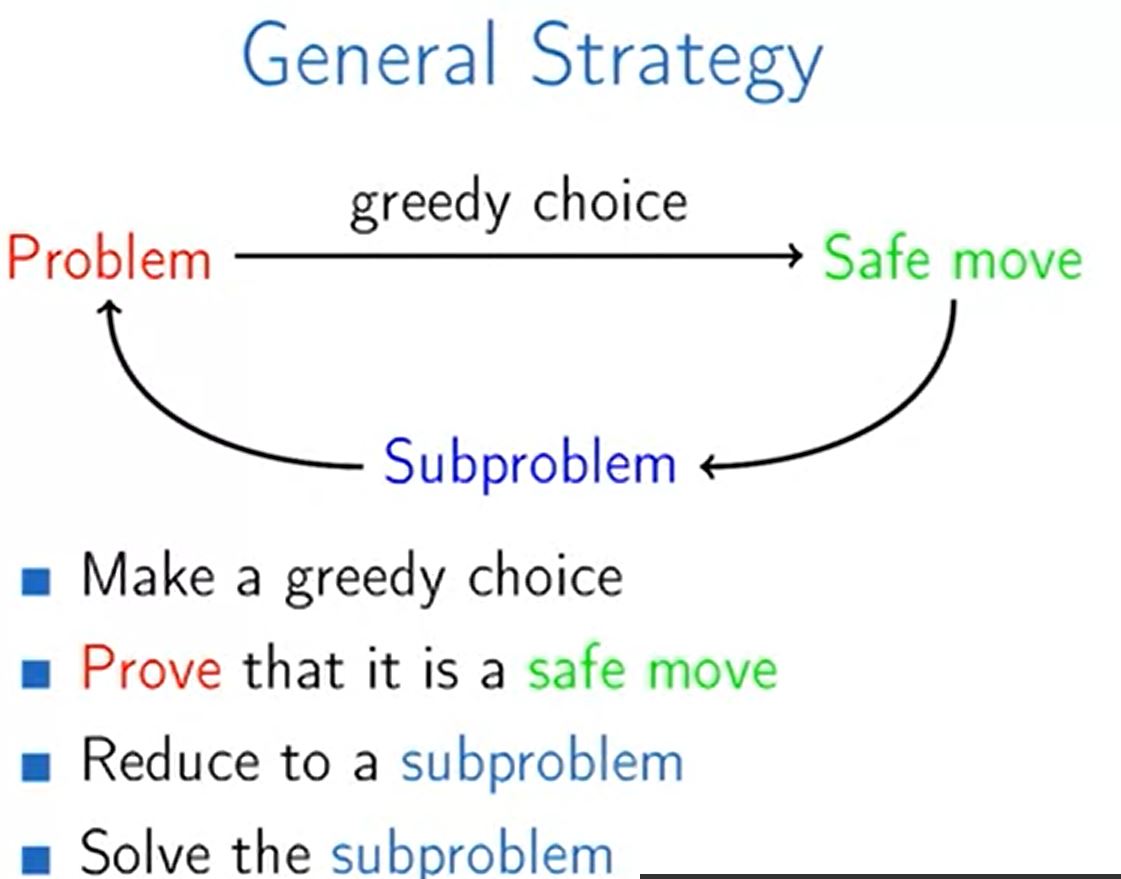 General Strategy
greedy choice
Problem
Safe move
Subproblem
Make a greedy choice
Prove that it is a safe move
Reduce to a subproblem
Solve the subproblem